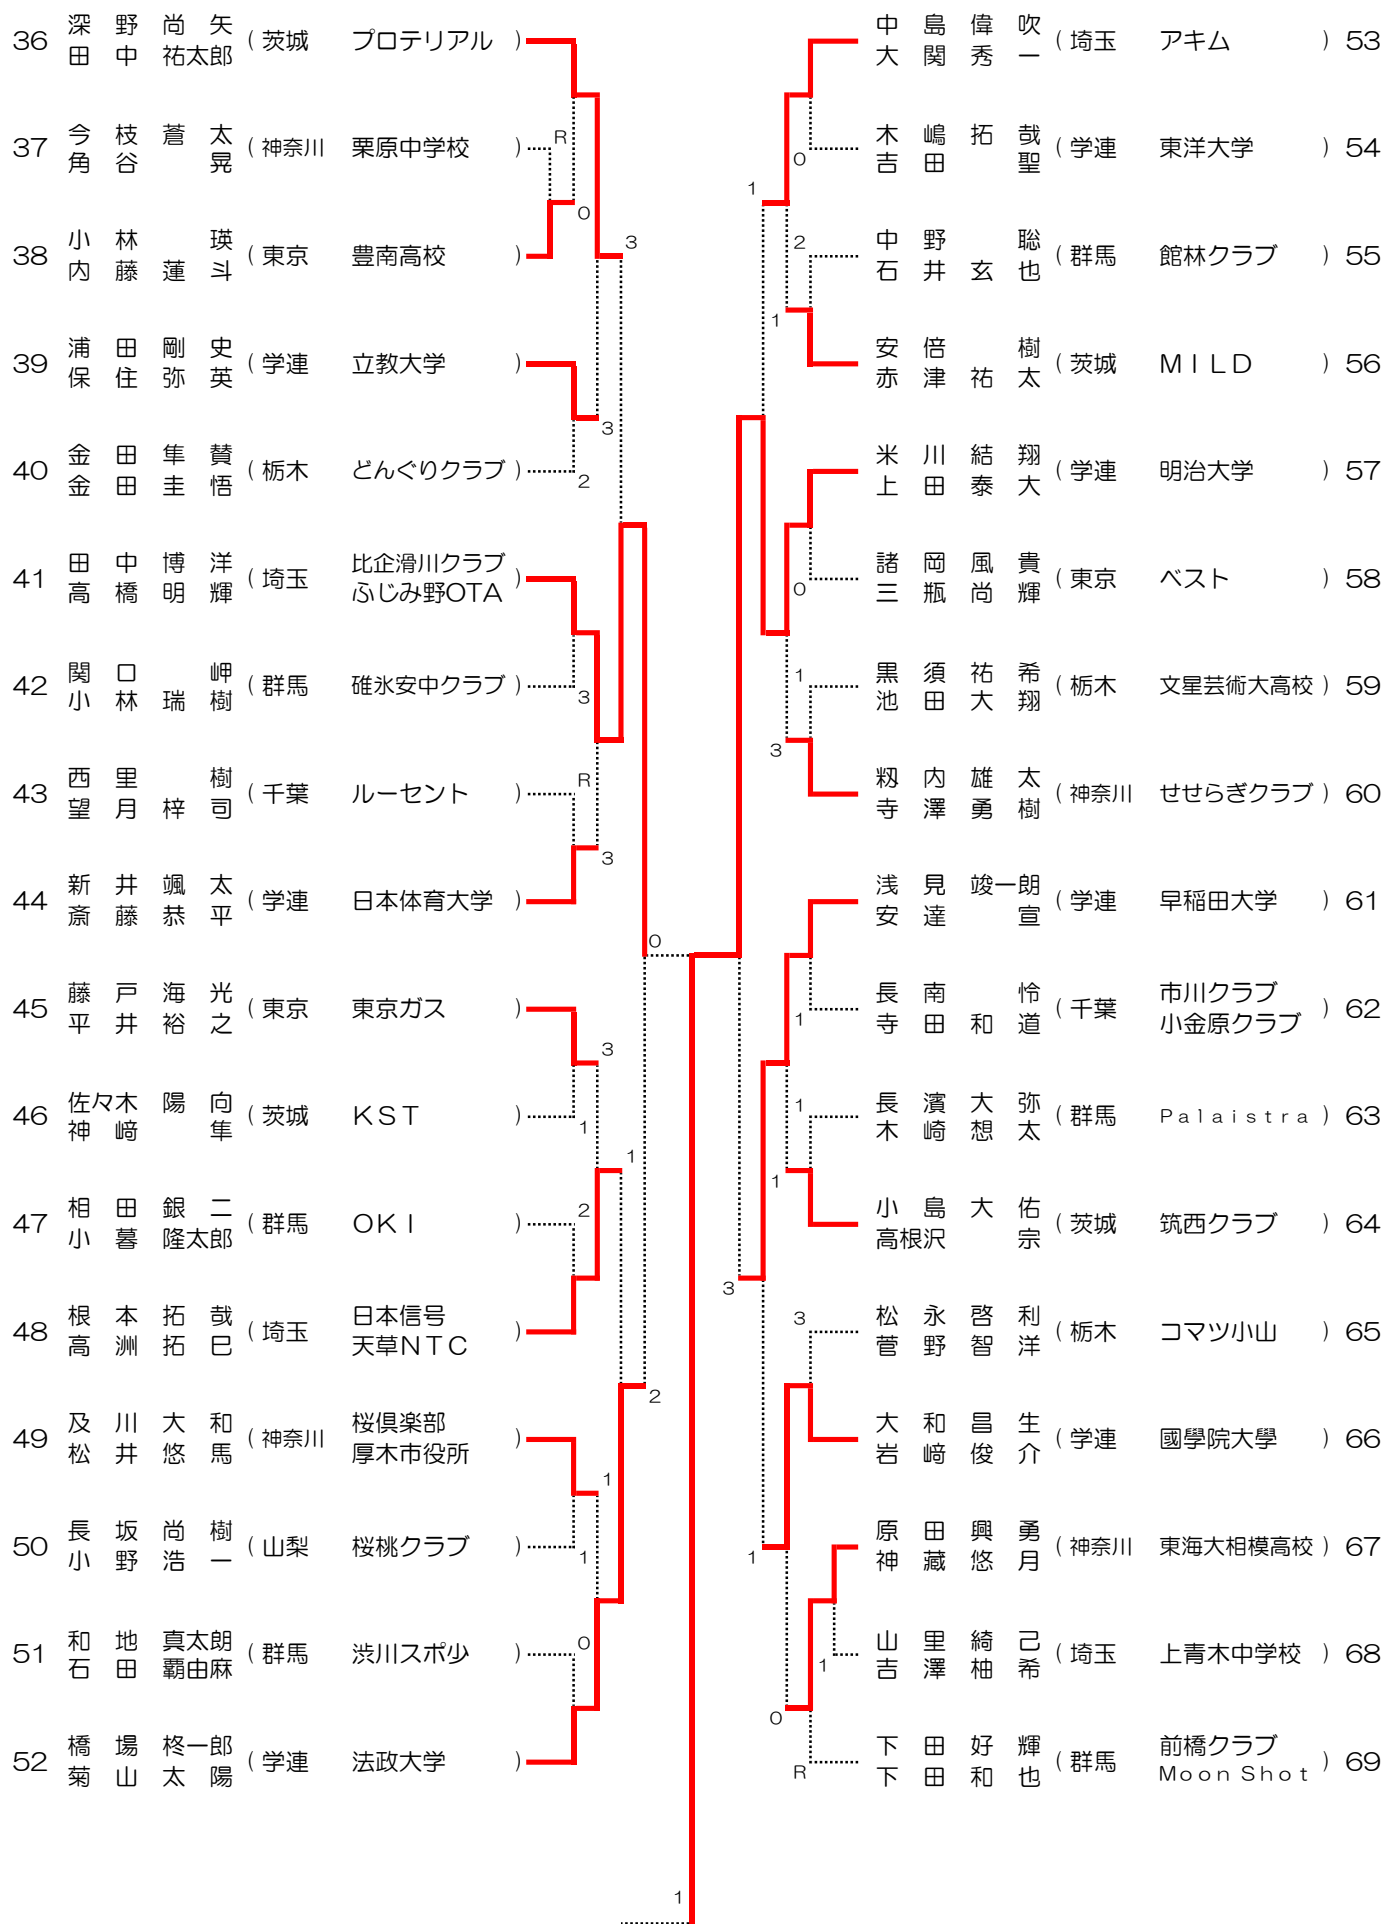 36 深野尚矢 田中祐太郎 (茨城 プロテリアル)
37 今枝蒼太 角谷晃 (神奈川 栗原中学校)
R
0
38 小林瑛 内藤蓮斗 (東京 豊南高校)
3
39 浦田剛史 保住弥英 (学連 立教大学)
3
40 金田隼賛 金田圭悟 (栃木 どんぐりクラブ)
2
41 田中博洋 高橋明輝 (埼玉 比企滑川クラブ ふじみ野OTA)
42 関口岬 小林瑞樹 (群馬 碓氷安中クラブ)
3
43 西里樹 望月梓司 (千葉 ルーセント)
R
3
44 新井颯太 斎藤恭平 (学連 日本体育大学)
0
45 藤戸海光 平井裕之 (東京 東京ガス)
3
46 佐々木陽向 神﨑隼 (茨城 KST)
1
1
47 相田銀二 小暮隆太郎 (群馬 OKI)
2
48 根本拓哉 高洲拓巳 (埼玉 日本信号 天草NTC)
2
49 及川大和 松井悠馬 (神奈川 桜倶楽部 厚木市役所)
1
50 長坂尚樹 小野浩一 (山梨 桜桃クラブ)
1
51 和地真太朗 石田覇由麻 (群馬 渋川スポ少)
0
52 橋場柊一郎 菊山太陽 (学連 法政大学)
1
中島偉吹 大関秀一 (埼玉 アキム) 53
木嶋拓哉 吉田聖 (学連 東洋大学) 54
0
1
中野聡 石井玄也 (群馬 館林クラブ) 55
2
1
安倍樹 赤津祐太 (茨城 MILD) 56
米川結翔 上田泰大 (学連 明治大学) 57
諸岡風貴 三瓶尚輝 (東京 ベスト) 58
0
黒須祐希 池田大翔 (栃木 文星芸術大高校) 59
1
3
籾内雄太 寺澤勇樹 (神奈川 せせらぎクラブ) 60
浅見竣一朗 安達宣 (学連 早稲田大学) 61
長南怜 寺田和道 (千葉 市川クラブ 小金原クラブ) 62
1
長濱大弥 木崎想太 (群馬 Palaistra) 63
1
1
小島大佑 高根沢宗 (茨城 筑西クラブ) 64
3
松永啓利 菅野智洋 (栃木 コマツ小山) 65
3
大和昌生 岩﨑俊介 (学連 國學院大學) 66
原田興勇 神藏悠月 (神奈川 東海大相模高校) 67
1
山里綺己 吉澤柚希 (埼玉 上青木中学校) 68
1
0
下田好輝 下田和也 (群馬 前橋クラブ Moon Shot) 69
R